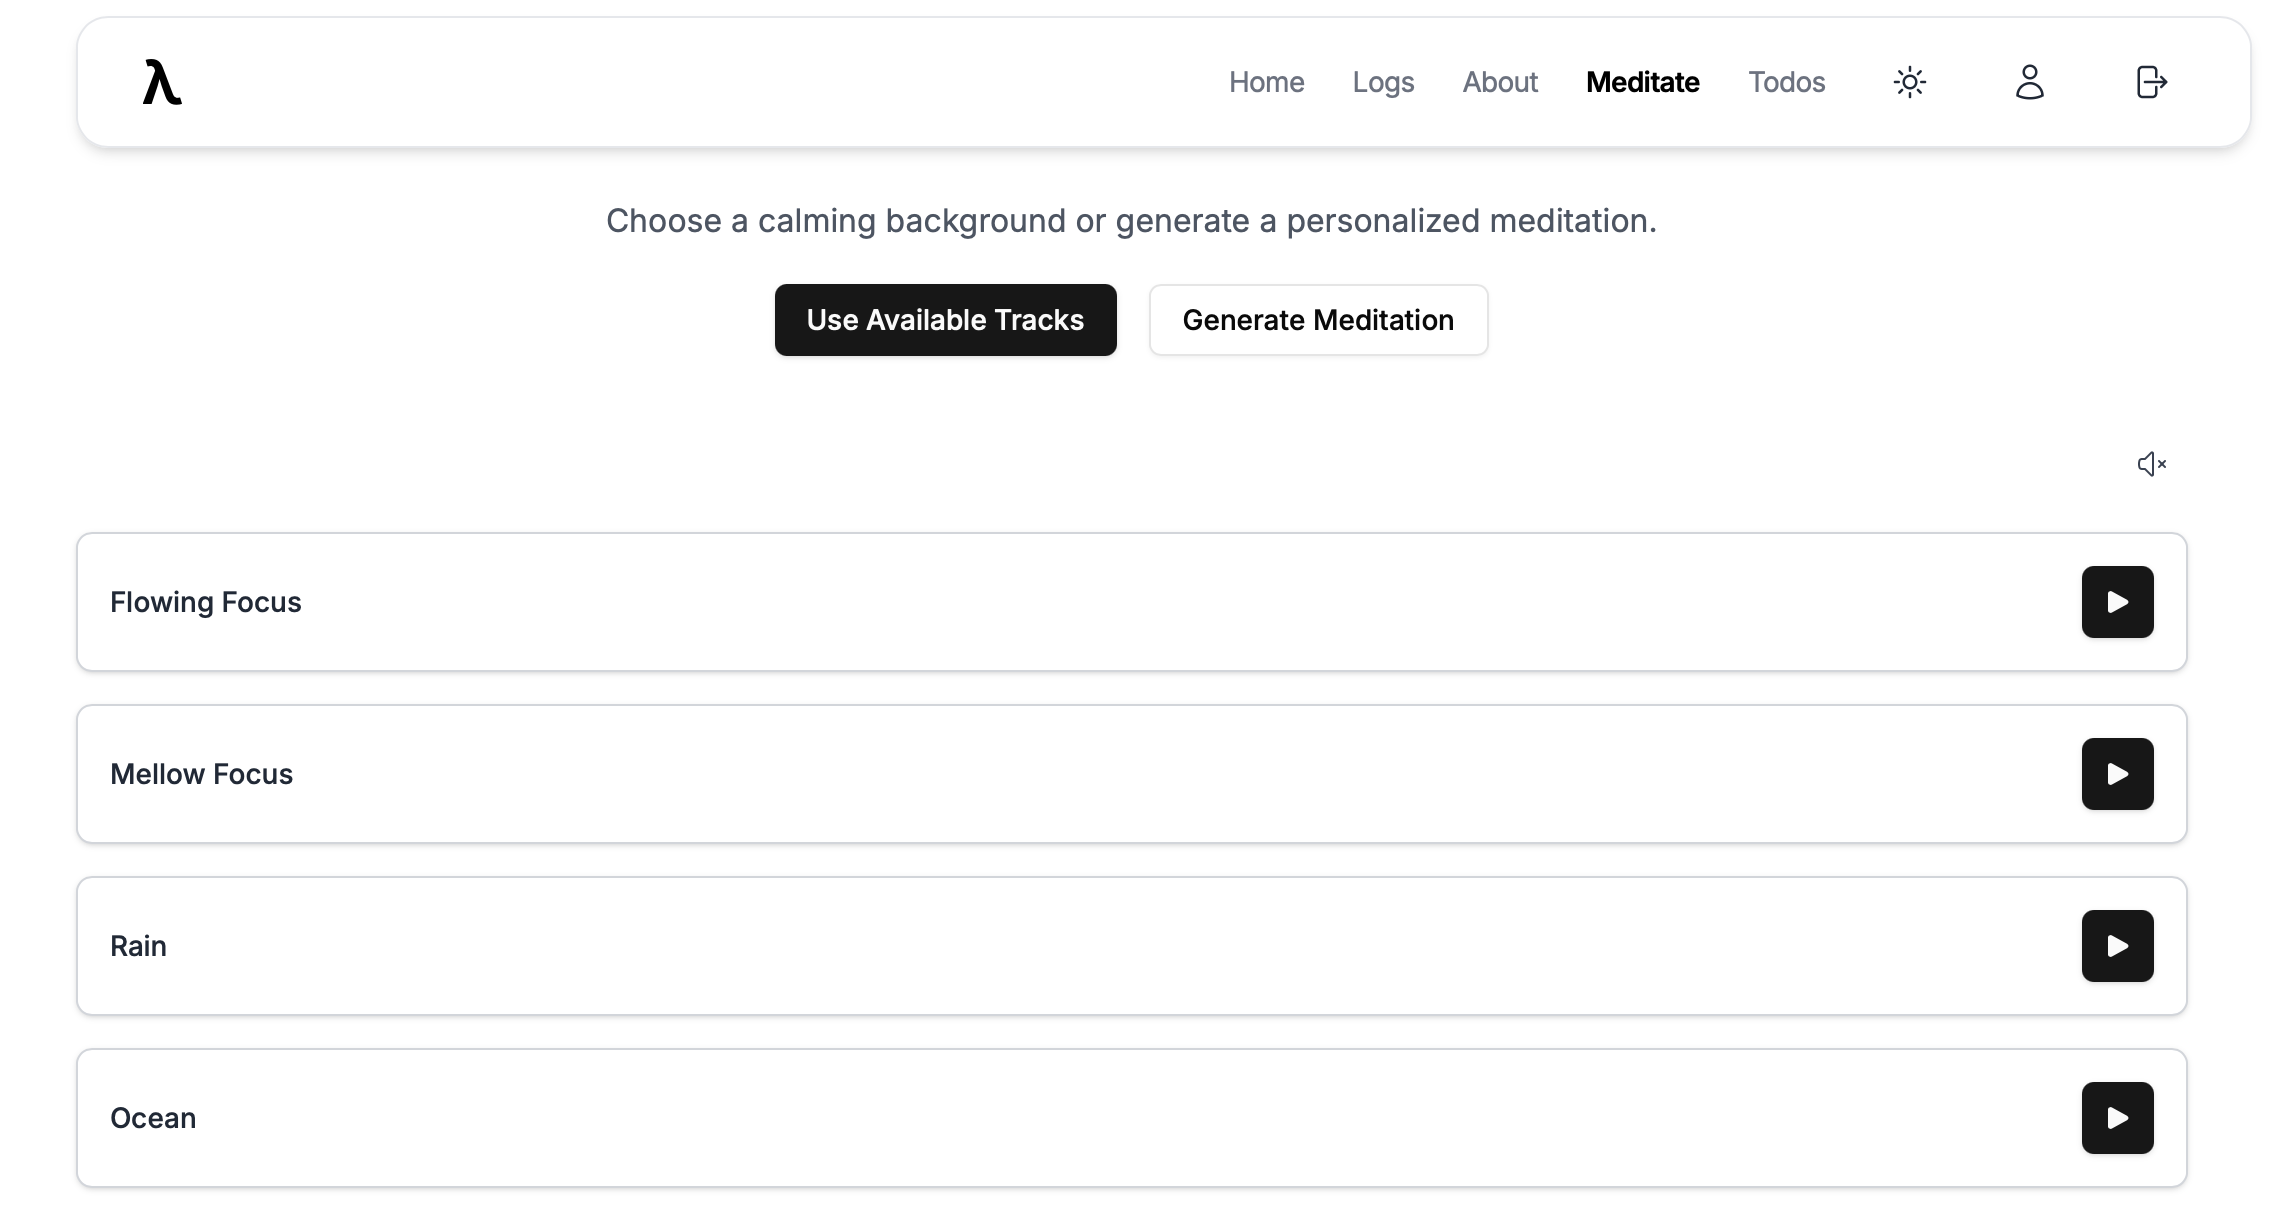 λ
Home Logs About Meditate Todos
Choose a calming background or generate a personalized meditation.
Use Available Tracks Generate Meditation
Flowing Focus
Mellow Focus
Rain
Ocean